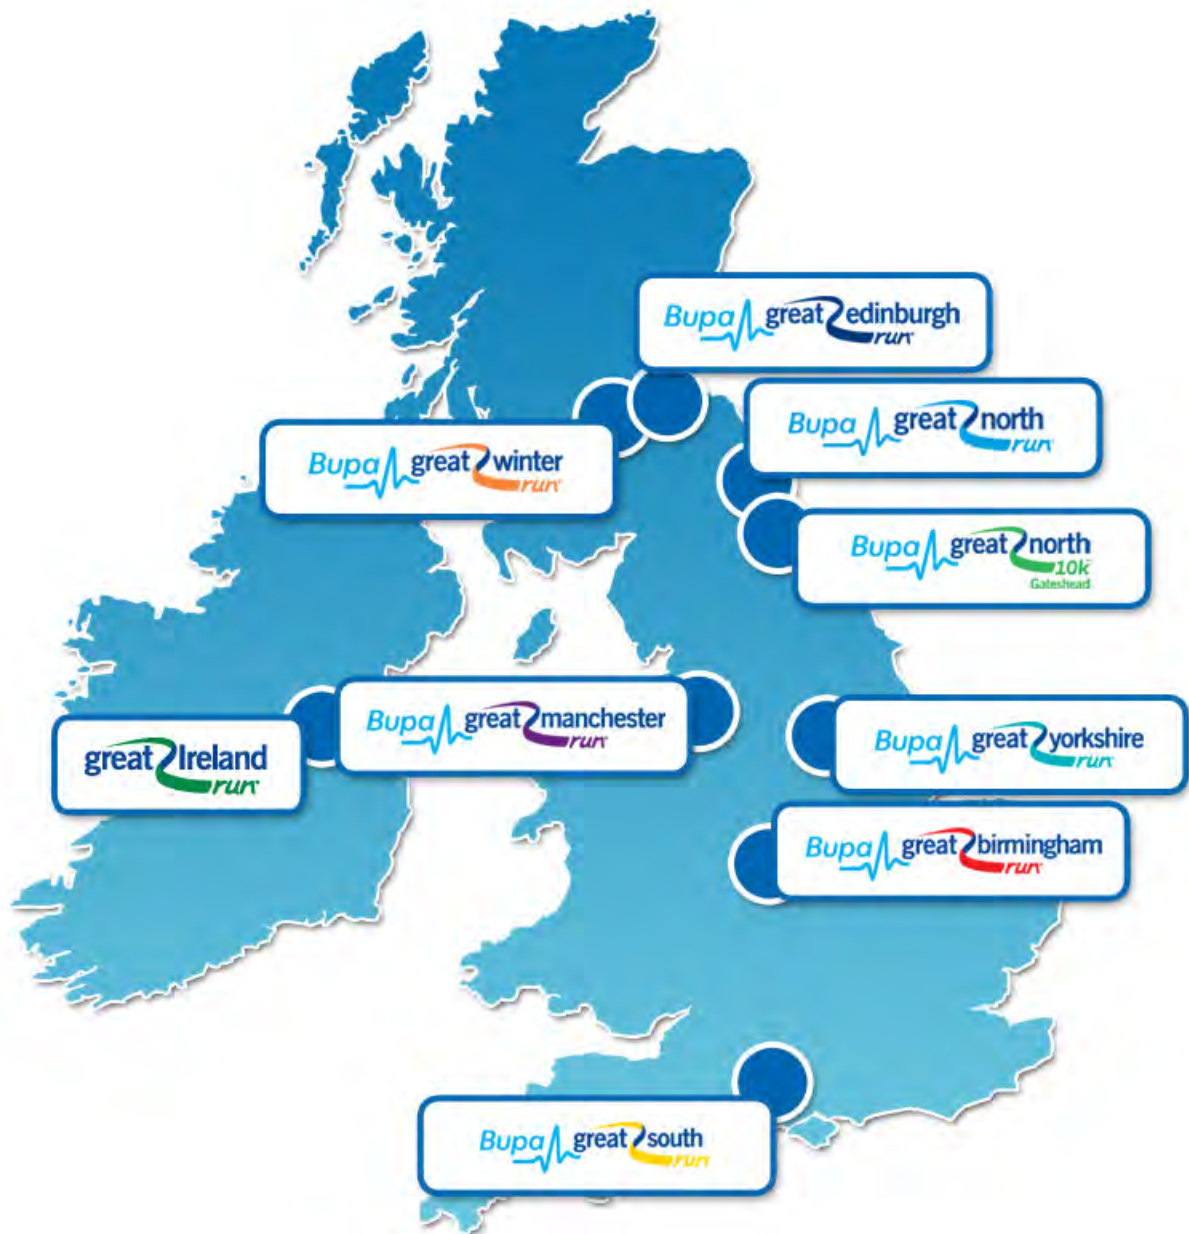 Bupa great edinburgh
run
Bupa great north
run
Bupa great winter
run
Bupa great north
10k
Gateshead
Bupa great manchester
run
great Ireland
run
Bupa great yorkshire
run
Bupa great birmingham
run
Bupa great south
run